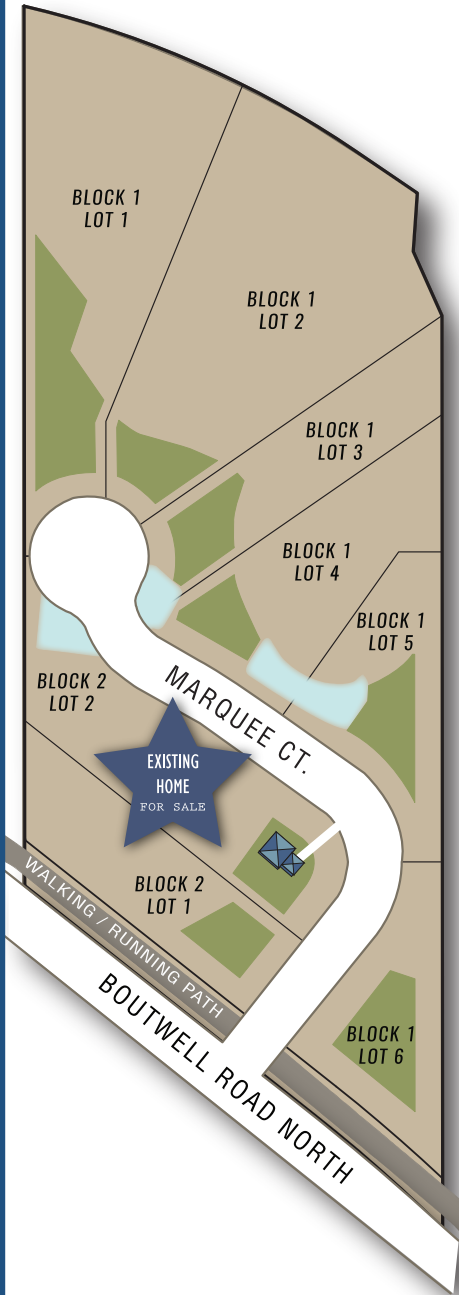 BLOCK 1
LOT 1
BLOCK 1
LOT 2
BLOCK 1
LOT 3
BLOCK 1
LOT 4
BLOCK 1
LOT 5
BLOCK 2
LOT 2
MARQUEE CT.
EXISTING
HOME
FOR SALE
BLOCK 2
LOT 1
WALKING / RUNNING PATH
BOUTWELL ROAD NORTH
BLOCK 1
LOT 6